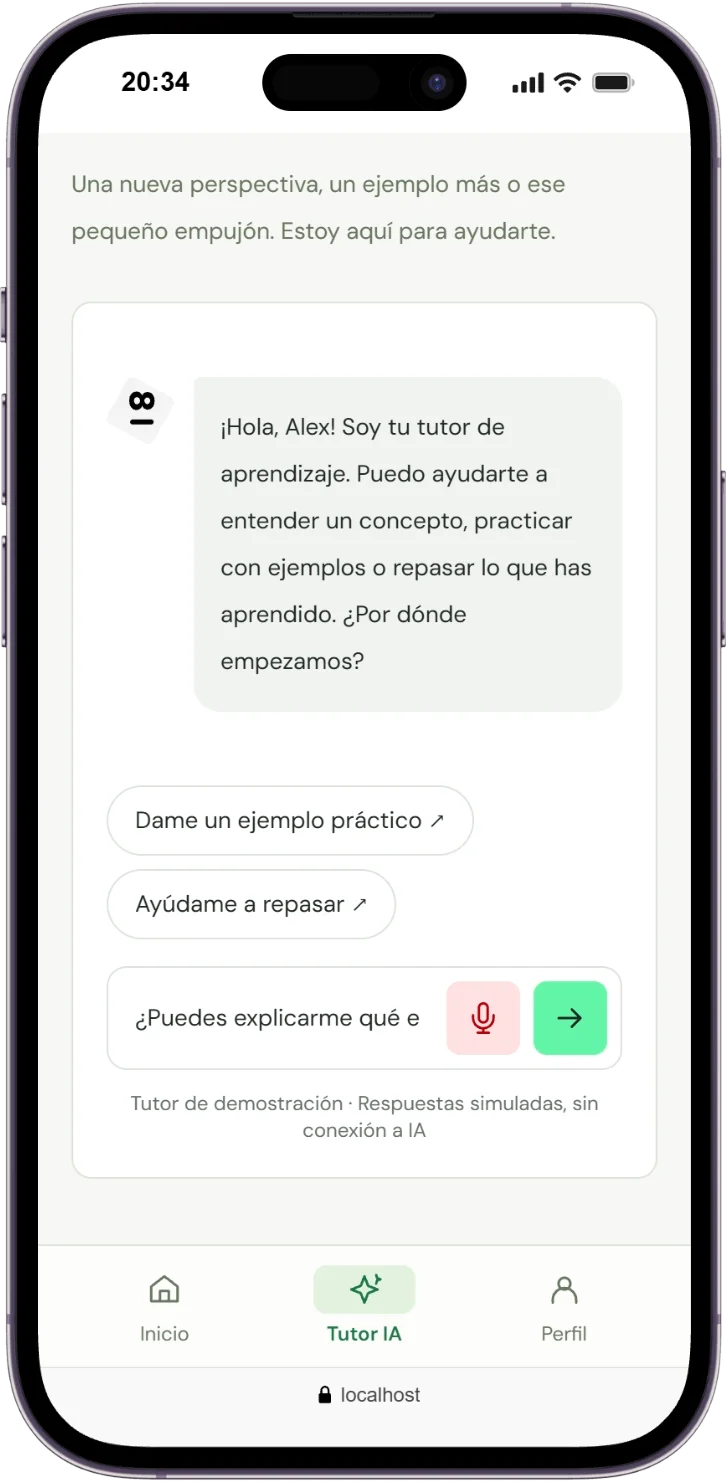 20:34
Una nueva perspectiva, un ejemplo más o ese
pequeño empujón. Estoy aquí para ayudarte.
¡Hola, Alex! Soy tu tutor de
aprendizaje. Puedo ayudarte a
entender un concepto, practicar
con ejemplos o repasar lo que has
aprendido. ¿Por dónde
empezamos?
Dame un ejemplo práctico ↗
Ayúdame a repasar ↗
¿Puedes explicarme qué e
Tutor de demostración · Respuestas simuladas, sin
conexión a IA
Inicio
Tutor IA
Perfil
localhost